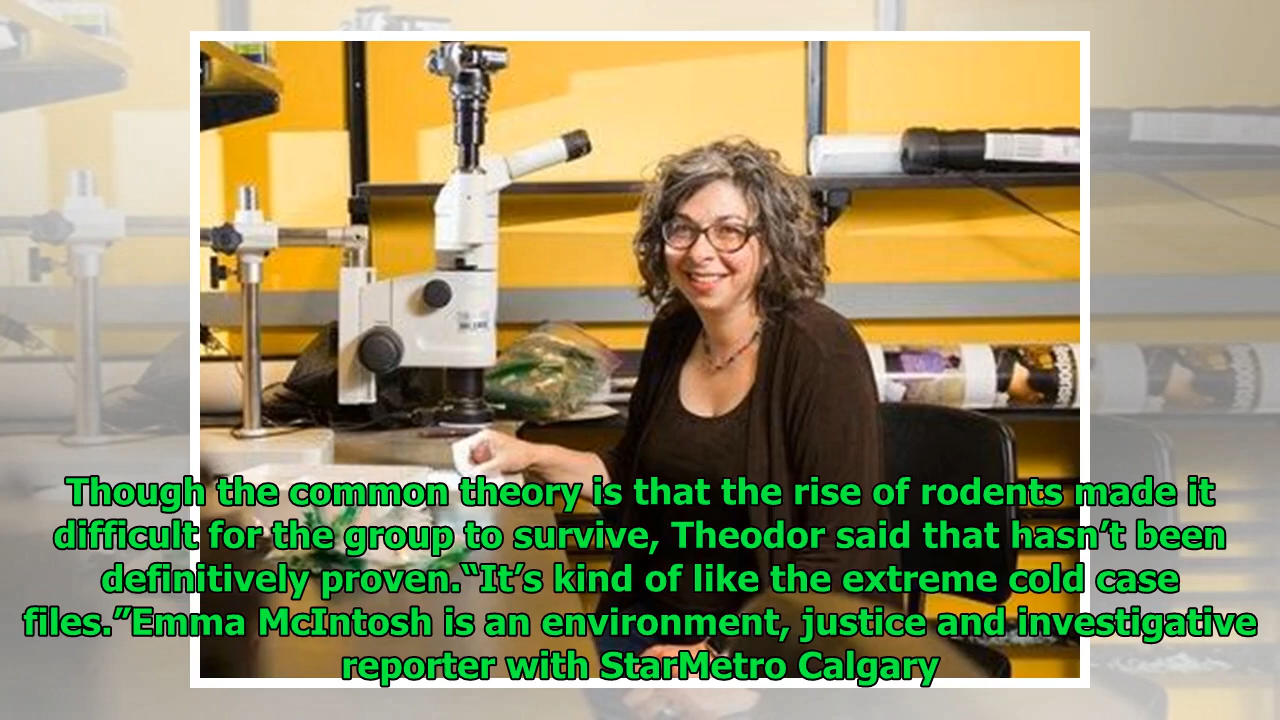 Though the common theory is that the rise of rodents made it
difficult for the group to survive, Theodor said that hasn’t been
definitively proven.“It’s kind of like the extreme cold case
files.”Emma McIntosh is an environment, justice and investigative
reporter with StarMetro Calgary